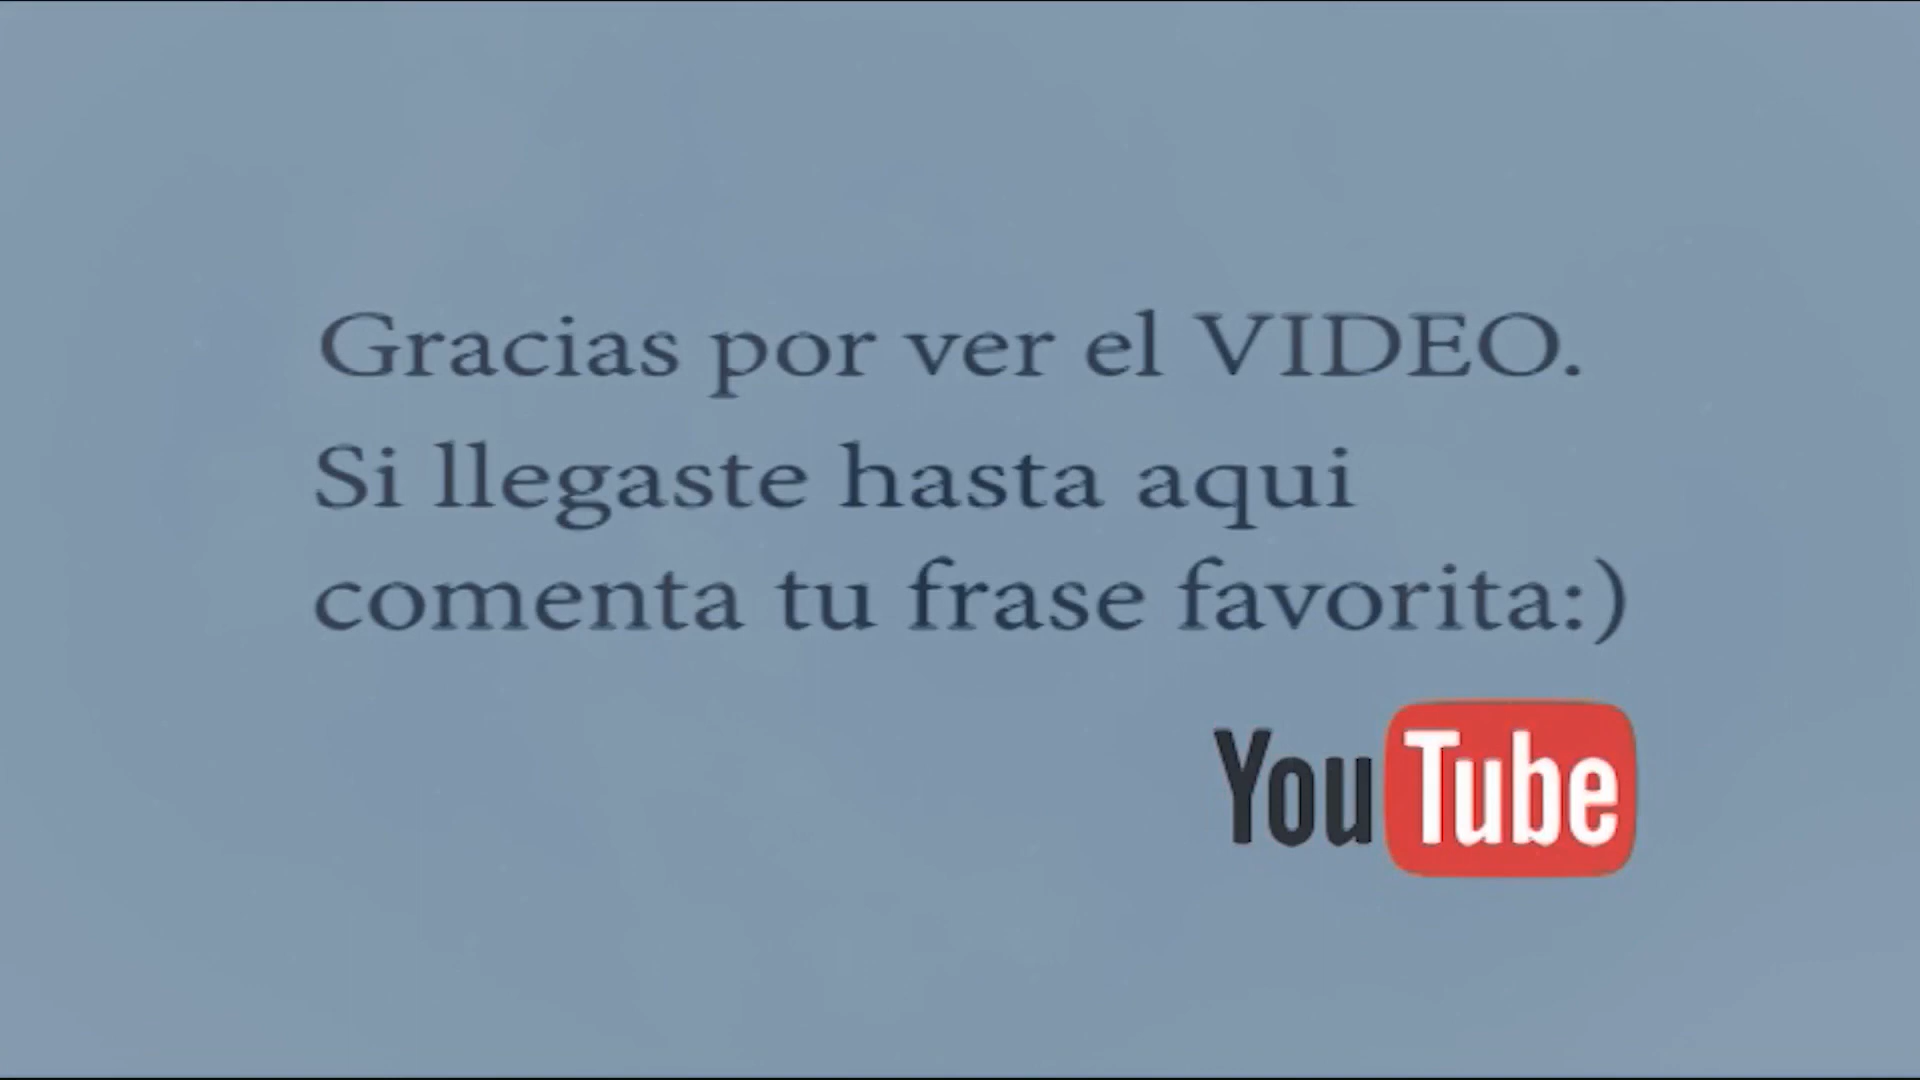 Gracias por ver el VIDEO.
Si llegaste hasta aqui
comenta tu frase favorita:)
YouTube